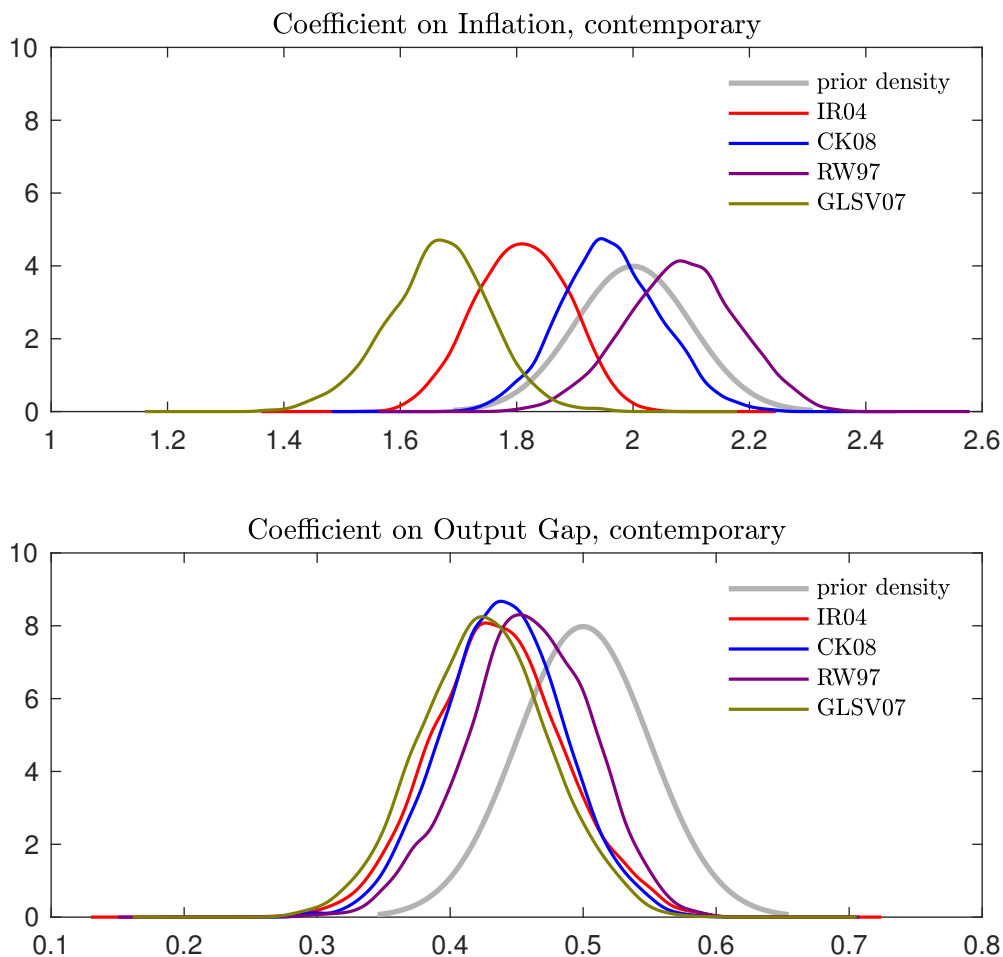 Coefficient on Inflation, contemporary
10
8
6
4
2
0
prior density
IR04
CK08
RW97
GLSV07
1 1.2 1.4 1.6 1.8 2 2.2 2.4 2.6
Coefficient on Output Gap, contemporary
10
8
6
4
2
0
prior density
IR04
CK08
RW97
GLSV07
0.1 0.2 0.3 0.4 0.5 0.6 0.7 0.8